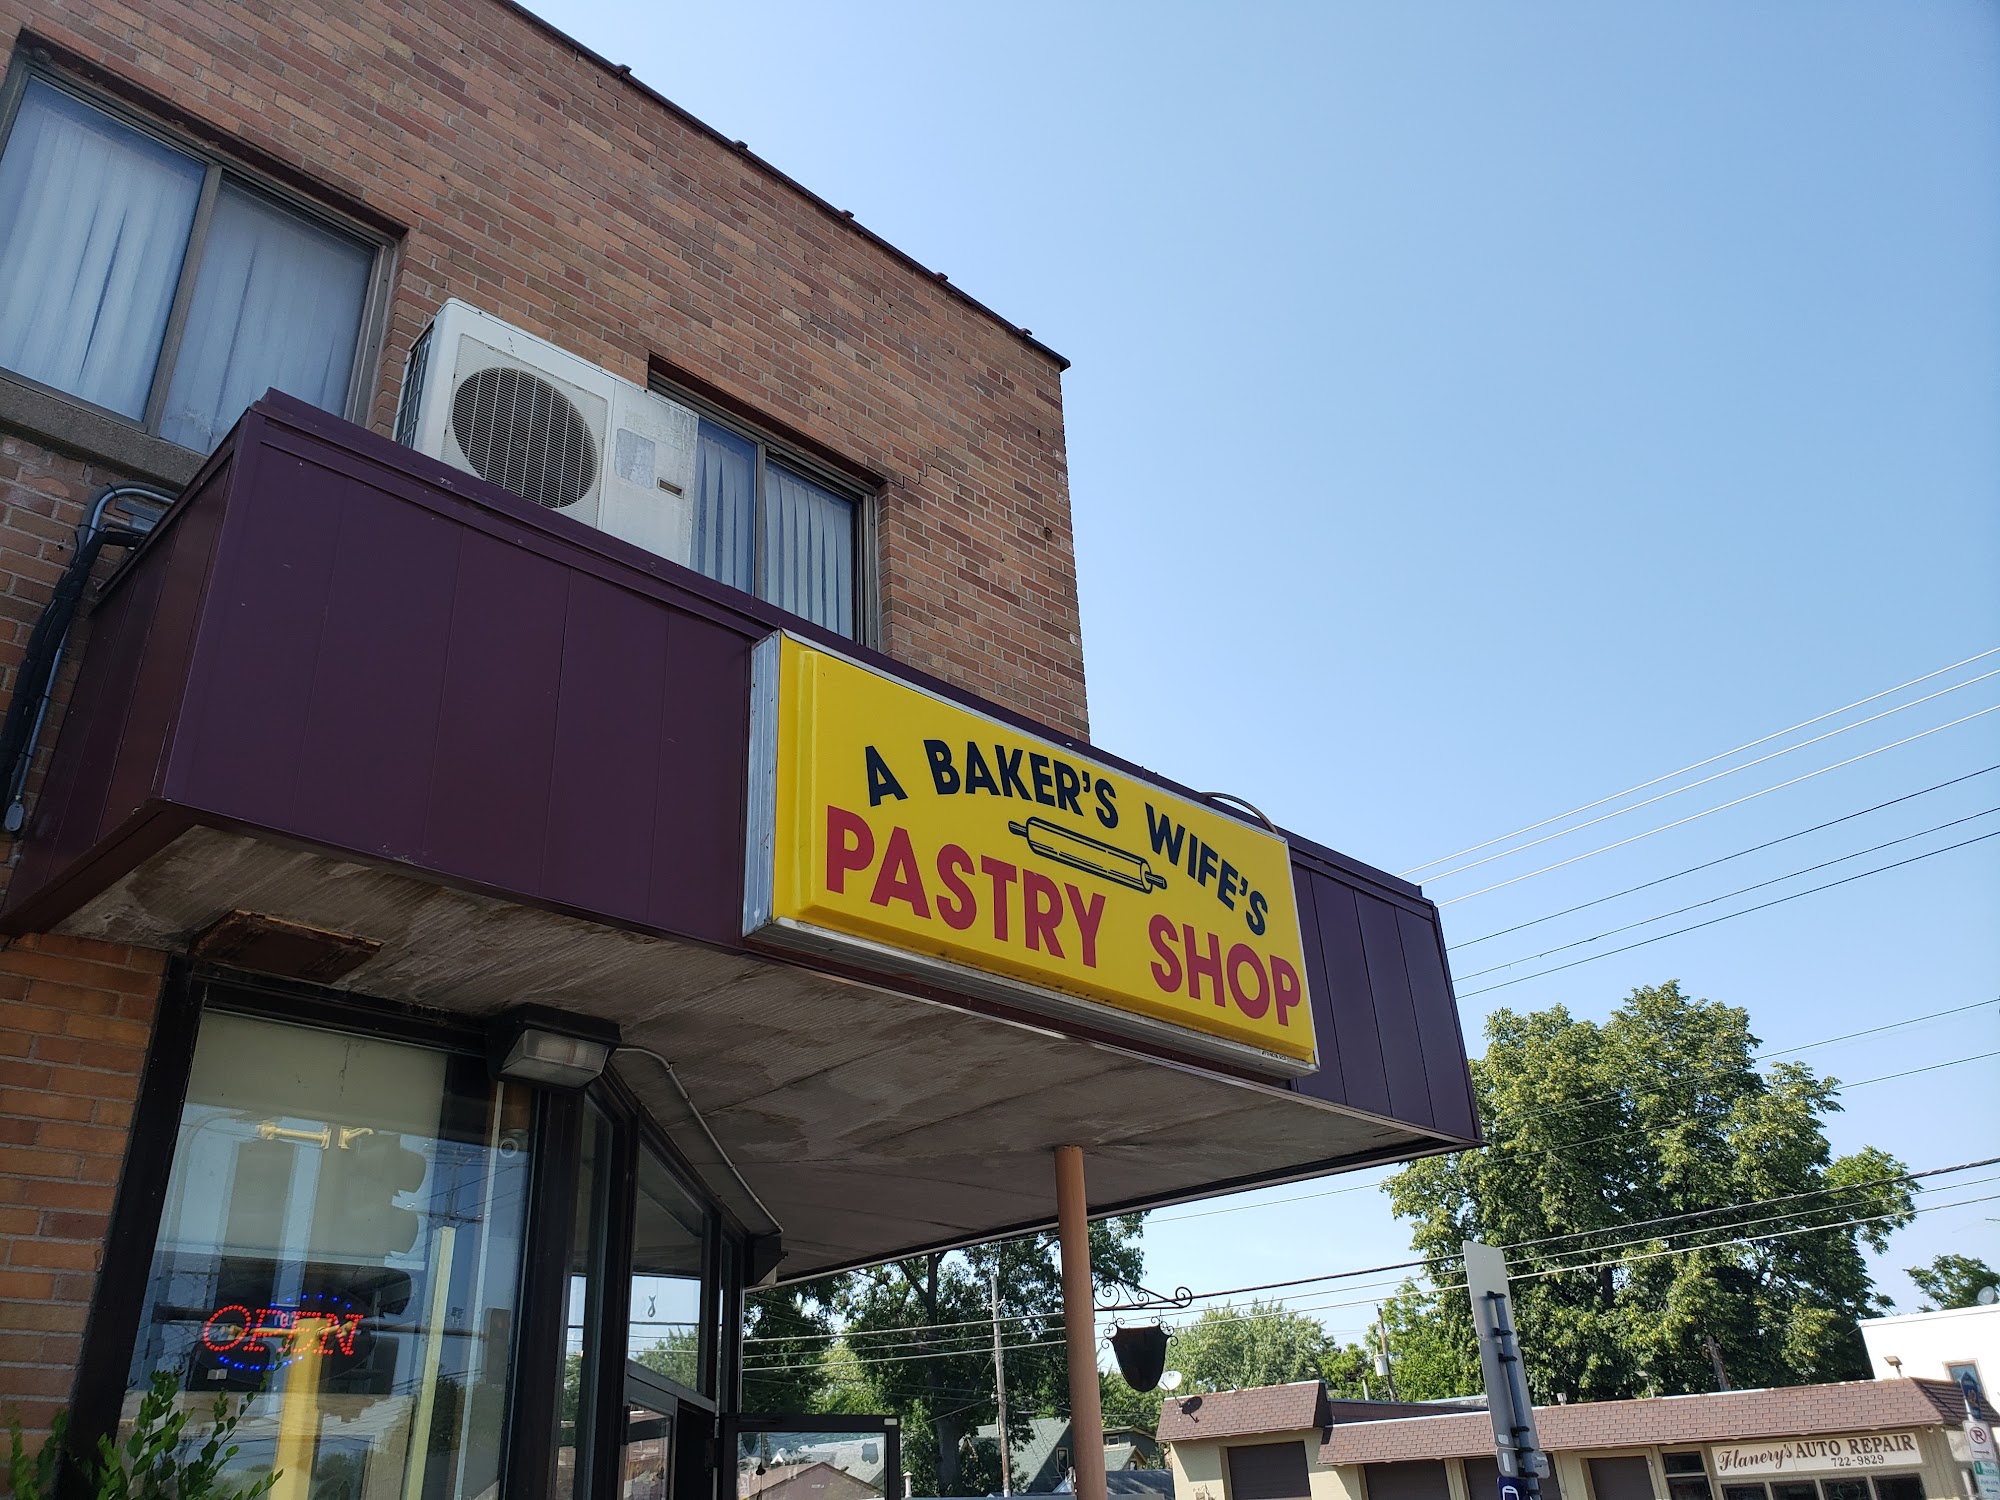 A BAKER'S WIFE'S
PASTRY SHOP
OPEN
Flanery's AUTO REPAIR
722-9829